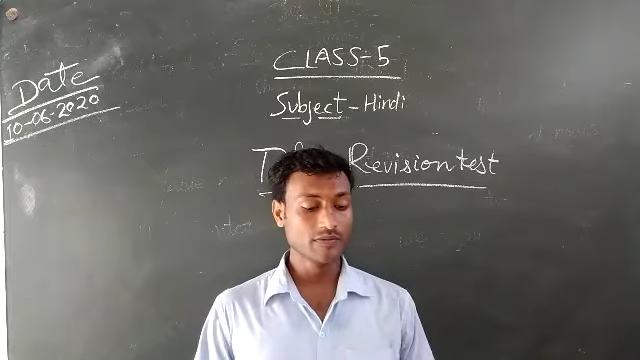 Date
10-06-2020
CLASS-5
Subject - Hindi
Revision test